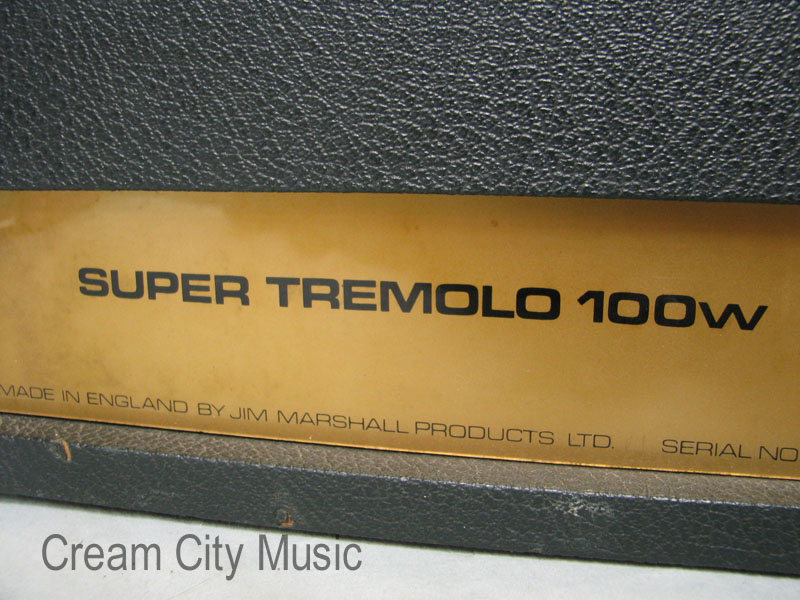 SUPER TREMOLO 100W
MADE IN ENGLAND BY JIM MARSHALL PRODUCTS LTD. SERIAL NO
Cream City Music